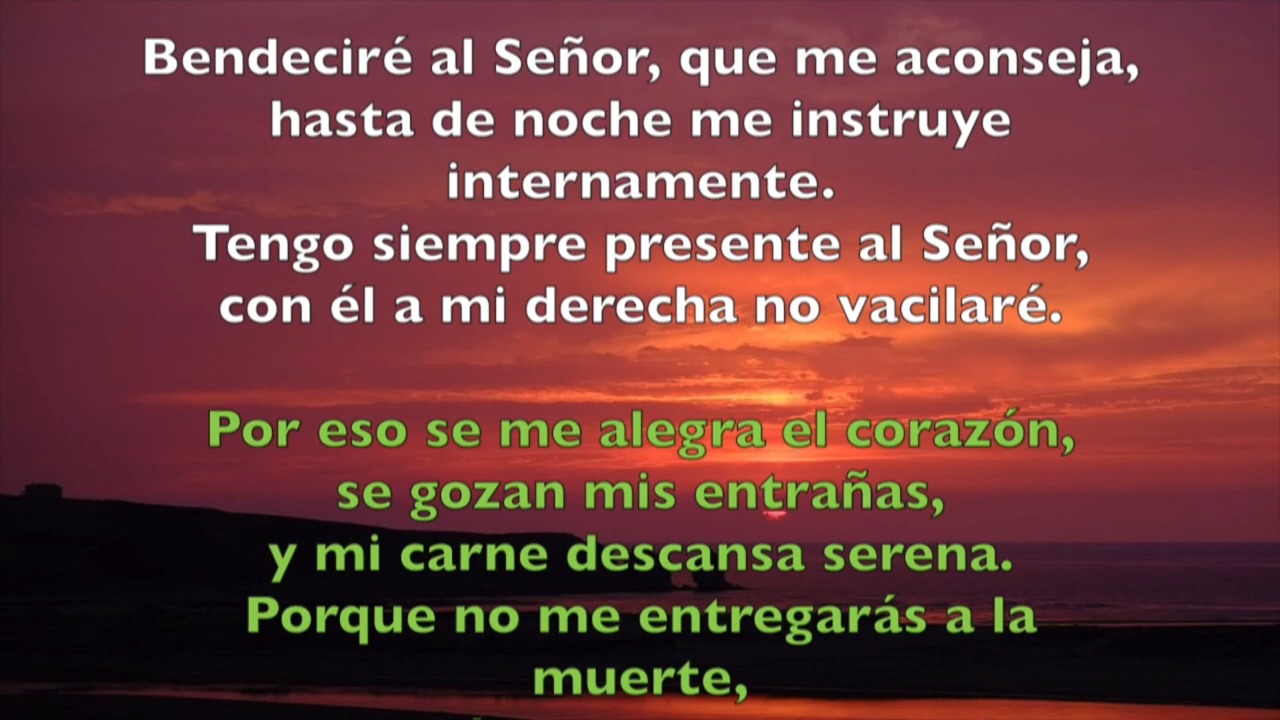 Bendeciré al Señor, que me aconseja,
hasta de noche me instruye
internamente.
Tengo siempre presente al Señor,
con él a mi derecha no vacilaré.
Por eso se me alegra el corazón,
se gozan mis entrañas,
y mi carne descansa serena.
Porque no me entregarás a la
muerte,